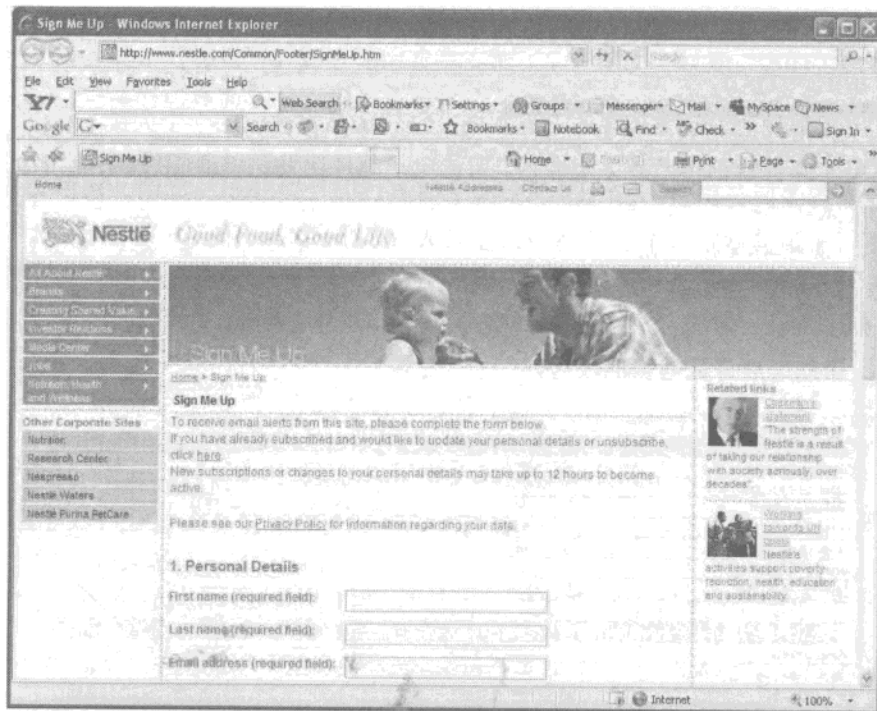 Sign Me Up - Windows Internet Explorer
http://www.nestle.com/Common/Footer/SignMeUp.htm
File Edit View Favorites Tools Help
Y! Web Search Bookmarks Settings Groups Messenger Mail MySpace News
Google G Search Bookmarks Notebook Find Check Sign In
Sign Me Up Home Print Page Tools
Home Nestlé Addresses Contact Us Search
Nestlé Good Food, Good Life
All About Nestlé
Brands
Creating Shared Value
Investor Relations
Media Center
Jobs
Nutrition, Health
and Wellness
Other Corporate Sites
Nutrition
Research Center
Nespresso
Nestlé Waters
Nestlé Purina PetCare
Sign Me Up
Home > Sign Me Up
Sign Me Up
To receive email alerts from this site, please complete the form below.
If you have already subscribed and would like to update your personal details or unsubscribe,
click here.
New subscriptions or changes to your personal details may take up to 12 hours to become
active.
Please see our Privacy Policy for information regarding your data.
1. Personal Details
First name (required field):
Last name (required field):
Email address (required field):
Related links
Chairman's
statement
"The strength of
Nestlé is a result
of taking our relationship
with society seriously, over
decades".
Working
towards UN
goals
Nestlé's
activities support poverty
reduction, health, education
and sustainability.
Internet 100%